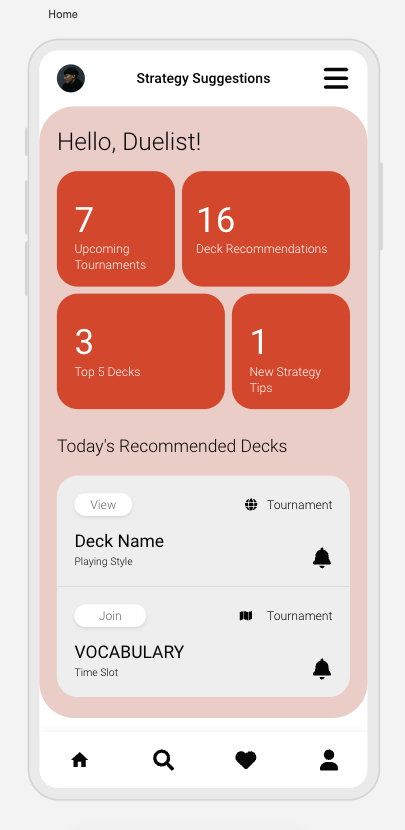 Home
Strategy Suggestions
Hello, Duelist!
7
Upcoming
Tournaments
16
Deck Recommendations
3
Top 5 Decks
1
New Strategy
Tips
Today's Recommended Decks
View
Tournament
Deck Name
Playing Style
Join
Tournament
VOCABULARY
Time Slot